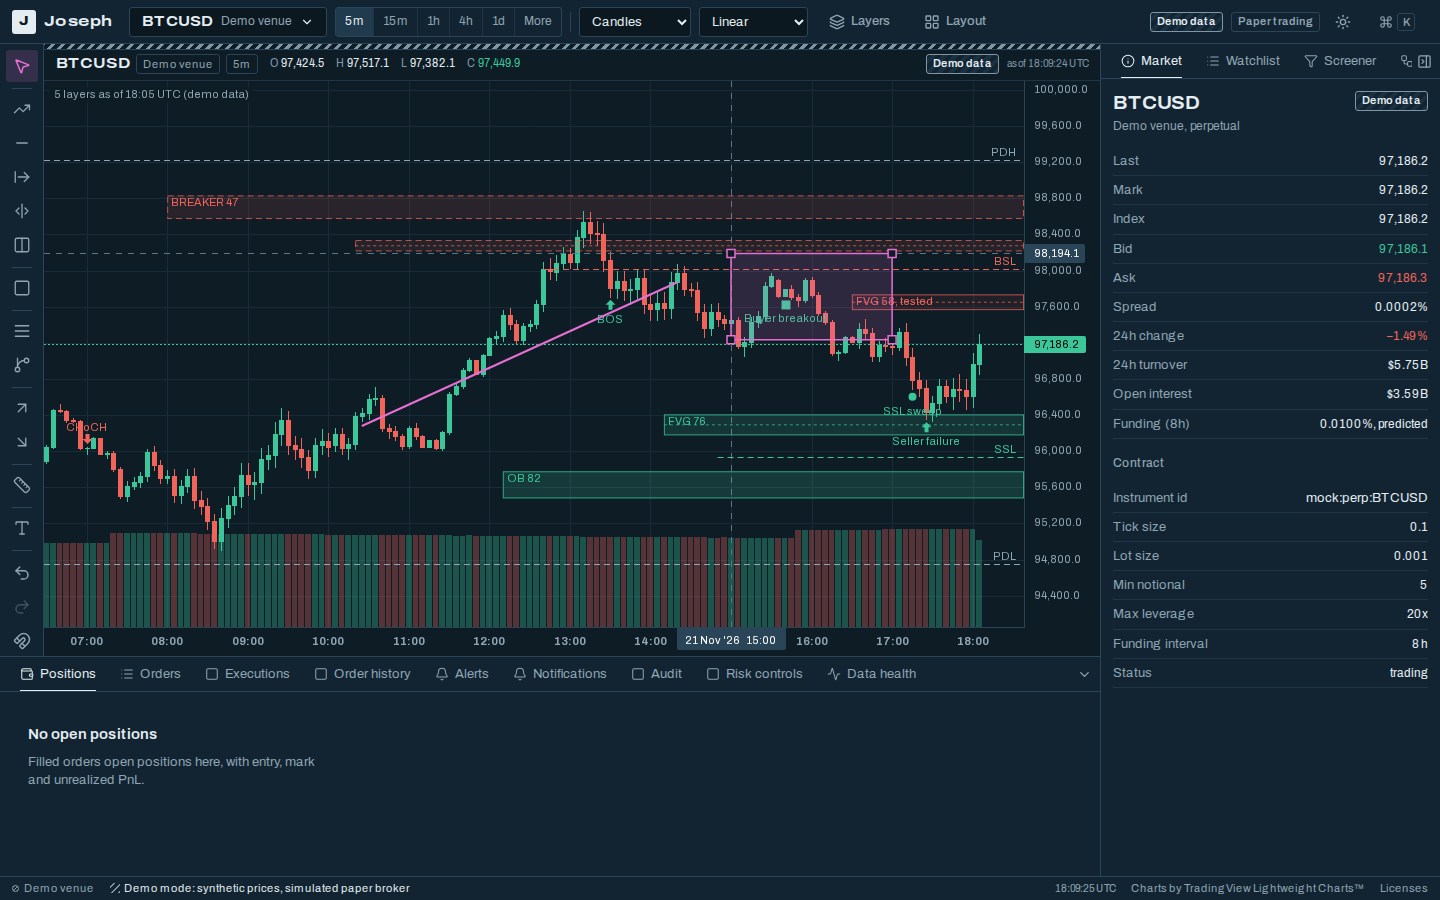 J Joseph
BTCUSD Demo venue
5m 15m 1h 4h 1d More
Candles
Linear
Layers
Layout
Demo data
Paper trading
⌘ K
BTCUSD Demo venue 5m O 97,424.5 H 97,517.1 L 97,382.1 C 97,449.9
Demo data as of 18:09:24 UTC
5 layers as of 18:05 UTC (demo data)
100,000.0
99,600.0
PDH
99,200.0
BREAKER 47
98,800.0
98,400.0
98,194.1
BSL
98,000.0
FVG 58, tested
97,600.0
BOS
Buyer breakout
97,186.2
96,800.0
SSL sweep
96,400.0
FVG 76
CHoCH
Seller failure
SSL
96,000.0
OB 82
95,600.0
95,200.0
PDL
94,800.0
94,400.0
07:00 08:00 09:00 10:00 11:00 12:00 13:00 14:00 21 Nov '26 15:00 16:00 17:00 18:00
Market Watchlist Screener
BTCUSD
Demo data
Demo venue, perpetual
Last 97,186.2
Mark 97,186.2
Index 97,186.2
Bid 97,186.1
Ask 97,186.3
Spread 0.0002%
24h change −1.49%
24h turnover $5.75B
Open interest $3.59B
Funding (8h) 0.0100%, predicted
Contract
Instrument id mock:perp:BTCUSD
Tick size 0.1
Lot size 0.001
Min notional 5
Max leverage 20x
Funding interval 8h
Status trading
Positions Orders Executions Order history Alerts Notifications Audit Risk controls Data health
No open positions
Filled orders open positions here, with entry, mark
and unrealized PnL.
Demo venue
Demo mode: synthetic prices, simulated paper broker
18:09:25 UTC
Charts by TradingView Lightweight Charts™
Licenses